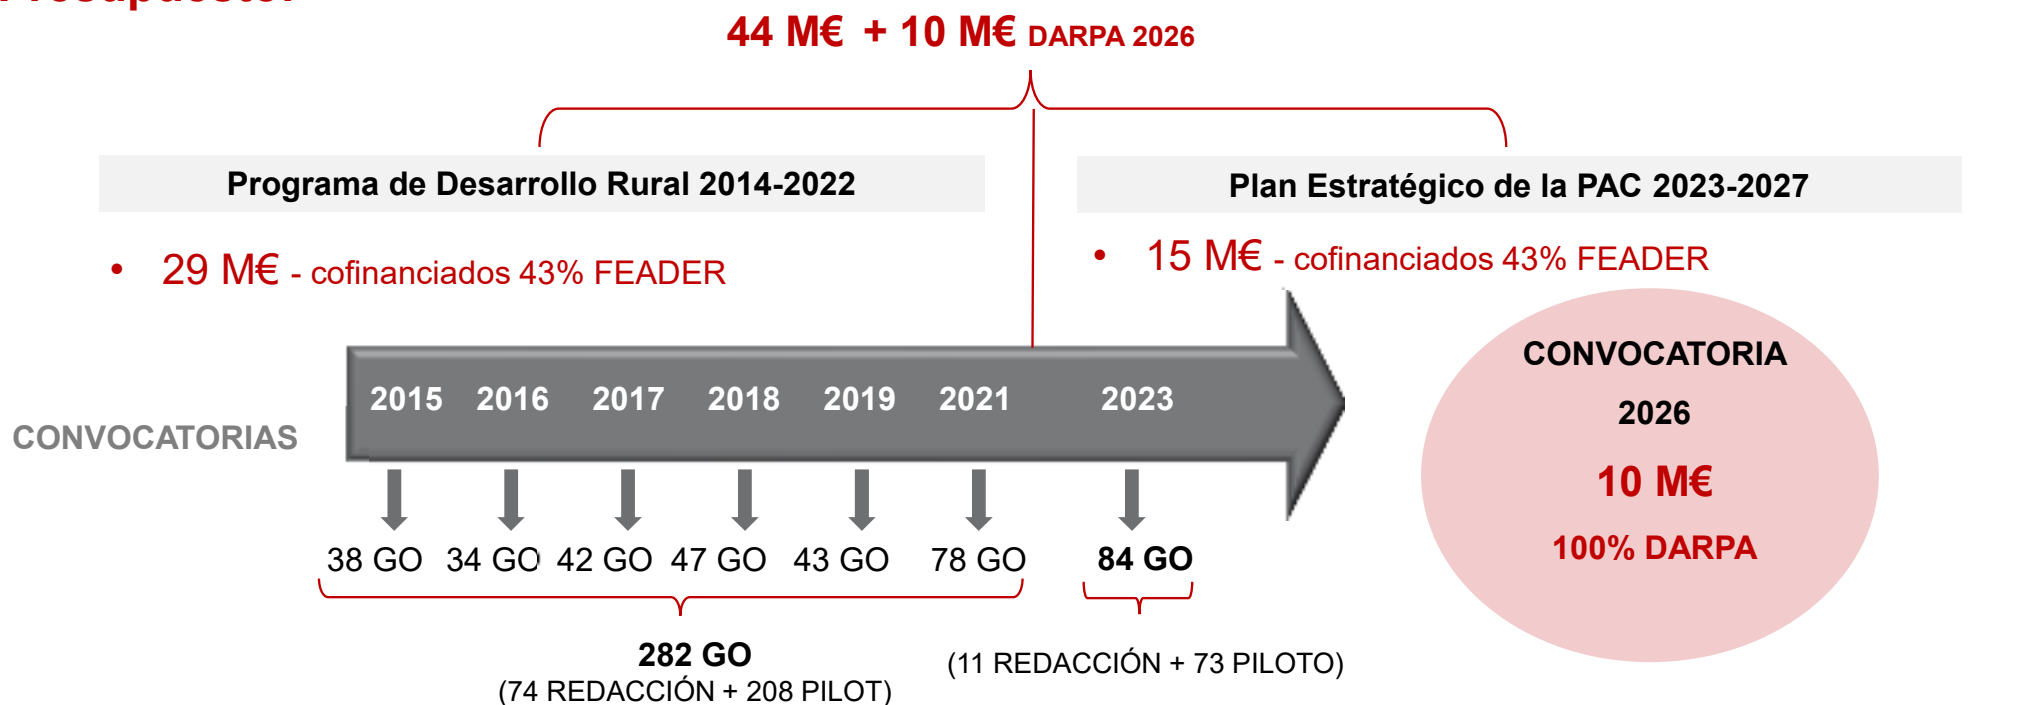 Presupuesto:
44 M€ + 10 M€ DARPA 2026
Programa de Desarrollo Rural 2014-2022
Plan Estratégico de la PAC 2023-2027
• 29 M€ - cofinanciados 43% FEADER
• 15 M€ - cofinanciados 43% FEADER
CONVOCATORIAS
2015 2016 2017 2018 2019 2021 2023
38 GO 34 GO 42 GO 47 GO 43 GO 78 GO 84 GO
282 GO
(74 REDACCIÓN + 208 PILOT)
(11 REDACCIÓN + 73 PILOTO)
CONVOCATORIA
2026
10 M€
100% DARPA